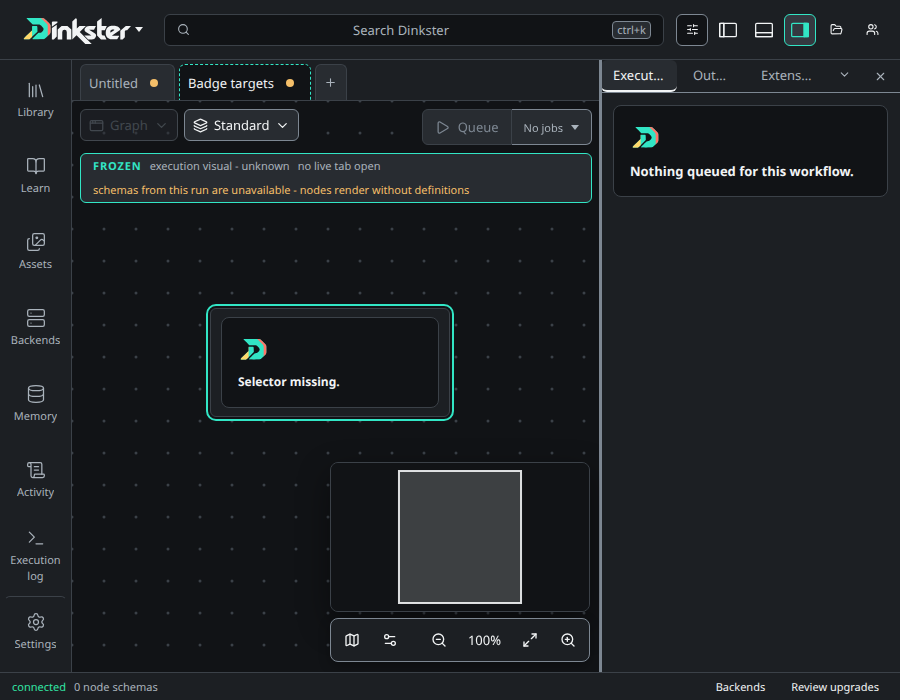 Dinkster
Search Dinkster
ctrl+k
Untitled
Badge targets
+
Execut...
Out...
Extens...
Library
Learn
Assets
Backends
Memory
Activity
Execution
log
Settings
Graph
Standard
Queue
No jobs
FROZEN execution visual - unknown no live tab open
schemas from this run are unavailable - nodes render without definitions
Selector missing.
Nothing queued for this workflow.
100%
connected 0 node schemas
Backends
Review upgrades